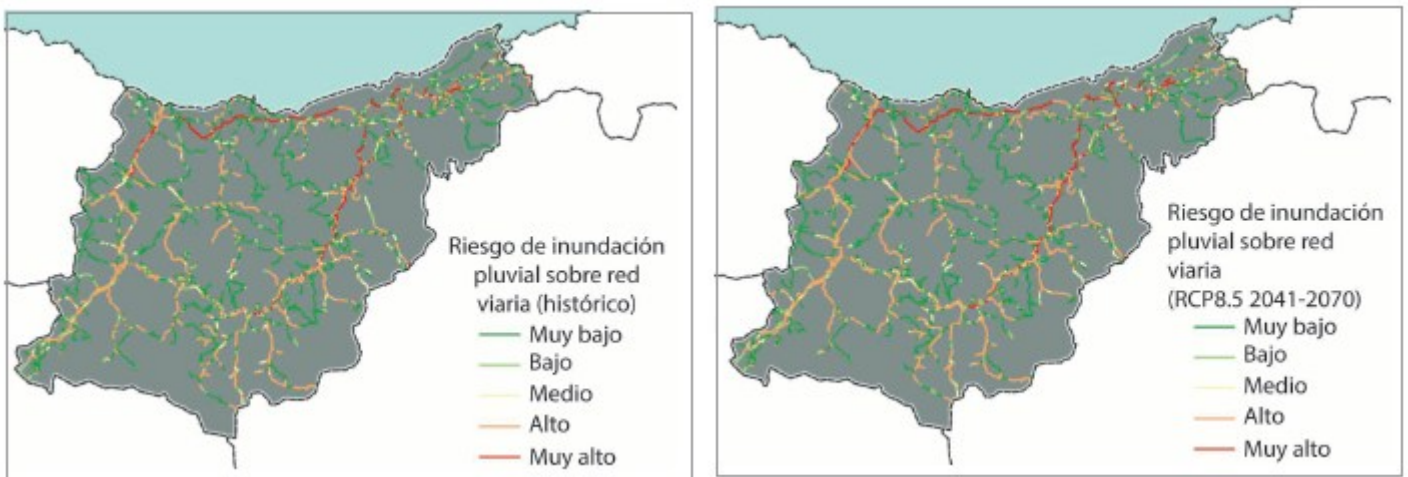 Riesgo de inundación
pluvial sobre red
viaria (histórico)
Muy bajo
Bajo
Medio
Alto
Muy alto
Riesgo de inundación
pluvial sobre red
viaria
(RCP8.5 2041-2070)
Muy bajo
Bajo
Medio
Alto
Muy alto